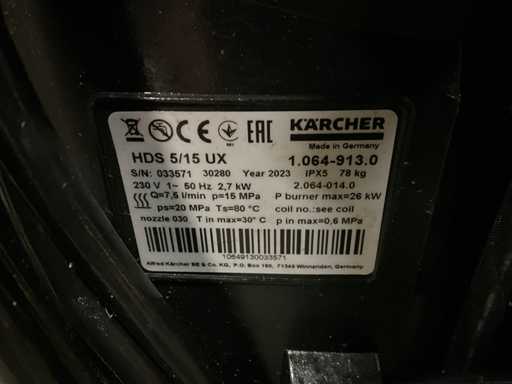 CE EAC KÄRCHER
Made in Germany
HDS 5/15 UX 1.064-913.0
S/N: 033571 30280 Year 2023 IPX5 78 kg
230 V 1~ 50 Hz 2,7 kW 2.064-014.0
Q=7,5 l/min p=15 MPa P burner max=26 kW
ps=20 MPa Ts=80 °C coil no.:see coil
nozzle 030 T in max=30°C p in max=0,6 MPa
10649130033571
Alfred Kärcher SE & Co. KG, P.O. Box 160, 71349 Winnenden, Germany